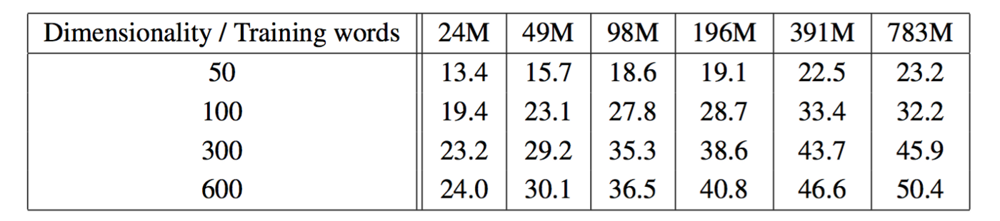 Dimensionality / Training words 24M 49M 98M 196M 391M 783M
50 13.4 15.7 18.6 19.1 22.5 23.2
100 19.4 23.1 27.8 28.7 33.4 32.2
300 23.2 29.2 35.3 38.6 43.7 45.9
600 24.0 30.1 36.5 40.8 46.6 50.4